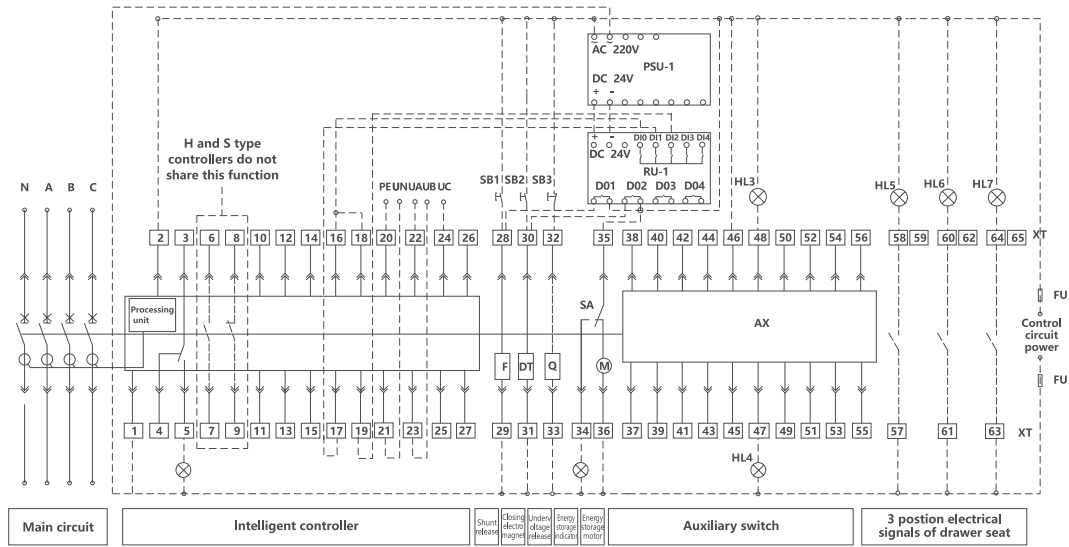 AC 220V
PSU-1
DC 24V
+ -
+ - DI0 DI1 DI2 DI3 DI4
DC 24V
RU-1
D01 D02 D03 D04
H and S type
controllers do not
share this function
N A B C
PE UN UA UB UC
SB1 SB2 SB3
HL3 HL5 HL6 HL7
2 3 6 8 10 12 14 16 18 20 22 24 26 28 30 32 35 38 40 42 44 46 48 50 52 54 56 58 59 60 62 64 65 XT
Processing
unit
SA
AX
FU
Control
circuit
power
FU
F DT Q M
1 4 5 7 9 11 13 15 17 19 21 23 25 27 29 31 33 34 36 37 39 41 43 45 47 49 51 53 55 57 61 63 XT
HL4
Main circuit
Intelligent controller
Shunt
release
Closing
electro
magnet
Underv
oltage
release
Energy
storage
indicator
Energy
storage
motor
Auxiliary switch
3 postion electrical
signals of drawer seat